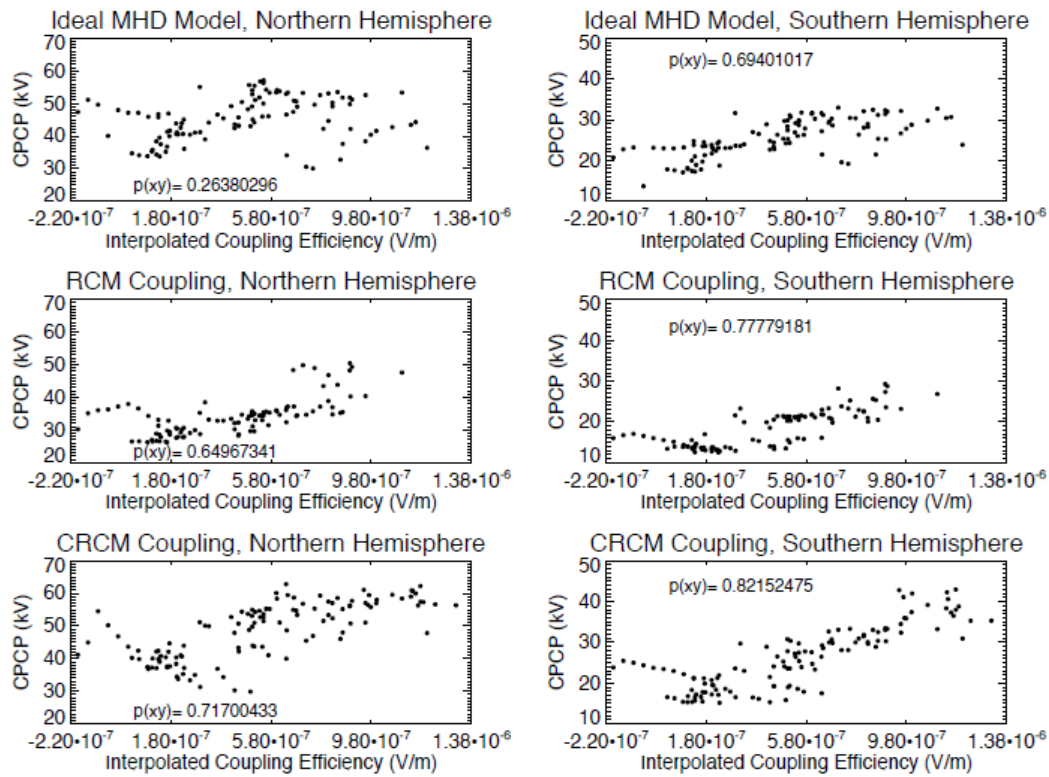 Ideal MHD Model, Northern Hemisphere
70
60
50
40
30
20
CPCP (kV)
p(xy)= 0.26380296
-2.20•10⁻⁷ 1.80•10⁻⁷ 5.80•10⁻⁷ 9.80•10⁻⁷ 1.38•10⁻⁶
Interpolated Coupling Efficiency (V/m)
Ideal MHD Model, Southern Hemisphere
50
40
30
20
10
CPCP (kV)
p(xy)= 0.69401017
-2.20•10⁻⁷ 1.80•10⁻⁷ 5.80•10⁻⁷ 9.80•10⁻⁷ 1.38•10⁻⁶
Interpolated Coupling Efficiency (V/m)
RCM Coupling, Northern Hemisphere
70
60
50
40
30
20
CPCP (kV)
p(xy)= 0.64967341
-2.20•10⁻⁷ 1.80•10⁻⁷ 5.80•10⁻⁷ 9.80•10⁻⁷ 1.38•10⁻⁶
Interpolated Coupling Efficiency (V/m)
RCM Coupling, Southern Hemisphere
50
40
30
20
10
CPCP (kV)
p(xy)= 0.77779181
-2.20•10⁻⁷ 1.80•10⁻⁷ 5.80•10⁻⁷ 9.80•10⁻⁷ 1.38•10⁻⁶
Interpolated Coupling Efficiency (V/m)
CRCM Coupling, Northern Hemisphere
70
60
50
40
30
20
CPCP (kV)
p(xy)= 0.71700433
-2.20•10⁻⁷ 1.80•10⁻⁷ 5.80•10⁻⁷ 9.80•10⁻⁷ 1.38•10⁻⁶
Interpolated Coupling Efficiency (V/m)
CRCM Coupling, Southern Hemisphere
50
40
30
20
10
CPCP (kV)
p(xy)= 0.82152475
-2.20•10⁻⁷ 1.80•10⁻⁷ 5.80•10⁻⁷ 9.80•10⁻⁷ 1.38•10⁻⁶
Interpolated Coupling Efficiency (V/m)